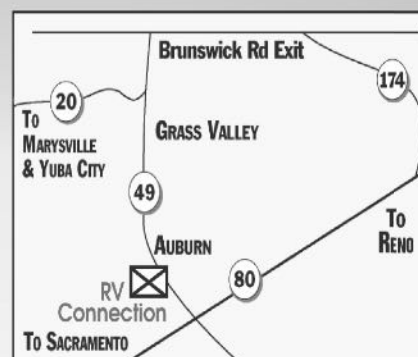 Brunswick Rd Exit
174
20
To
Marysville
& Yuba City
Grass Valley
49
To
Reno
Auburn
80
RV
Connection
To Sacramento